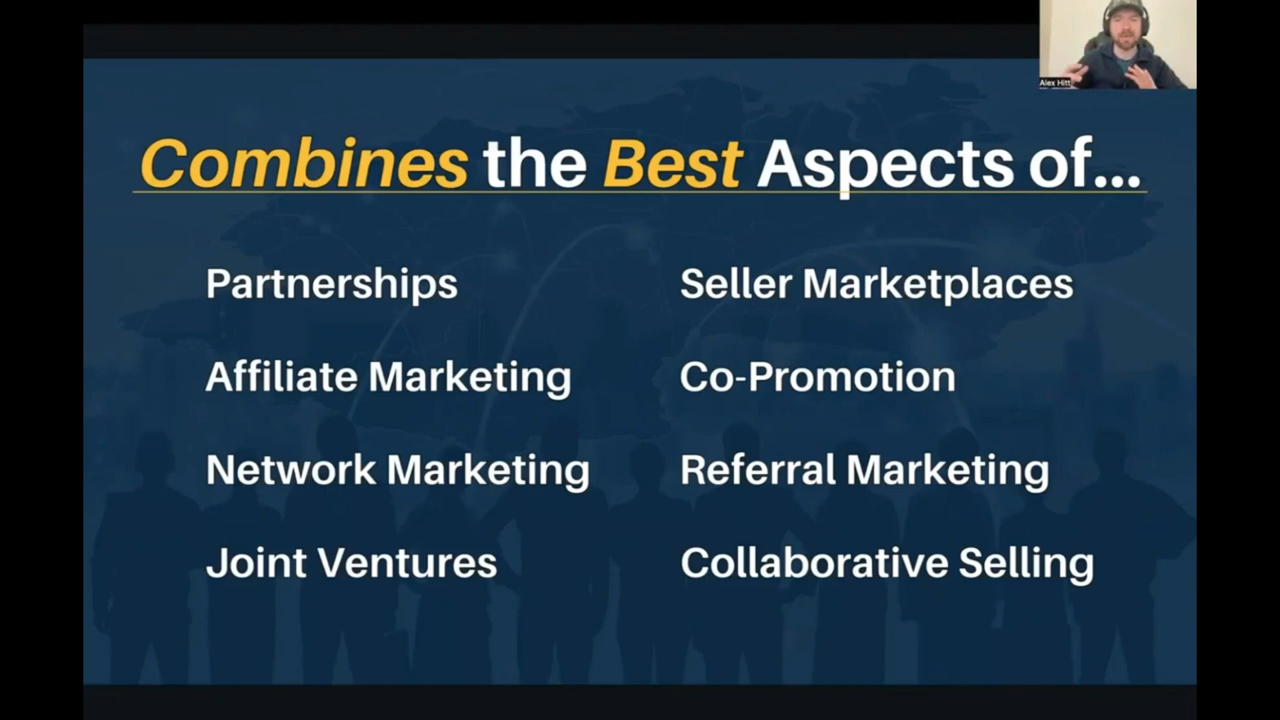 Alex Hitt
Combines the Best Aspects of...
Partnerships
Affiliate Marketing
Network Marketing
Joint Ventures
Seller Marketplaces
Co-Promotion
Referral Marketing
Collaborative Selling